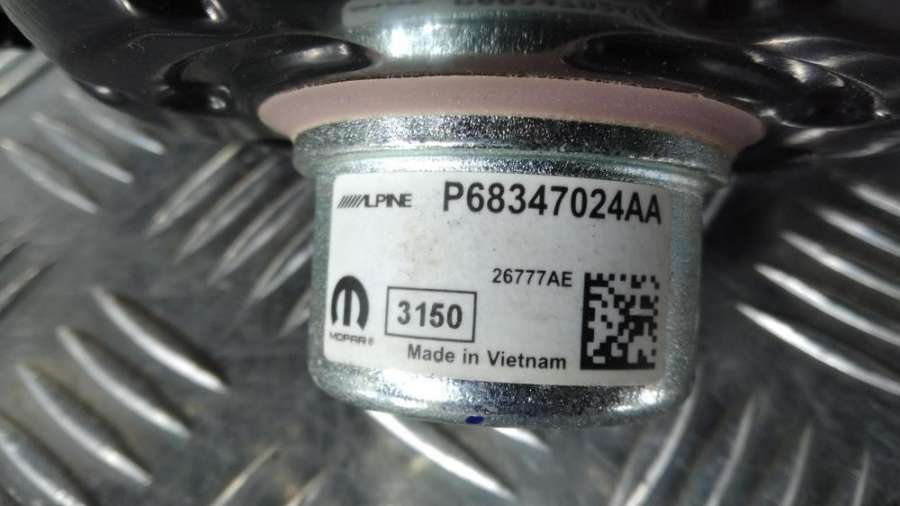 ALPINE P68347024AA
26777AE
3150
MOPAR®
Made in Vietnam